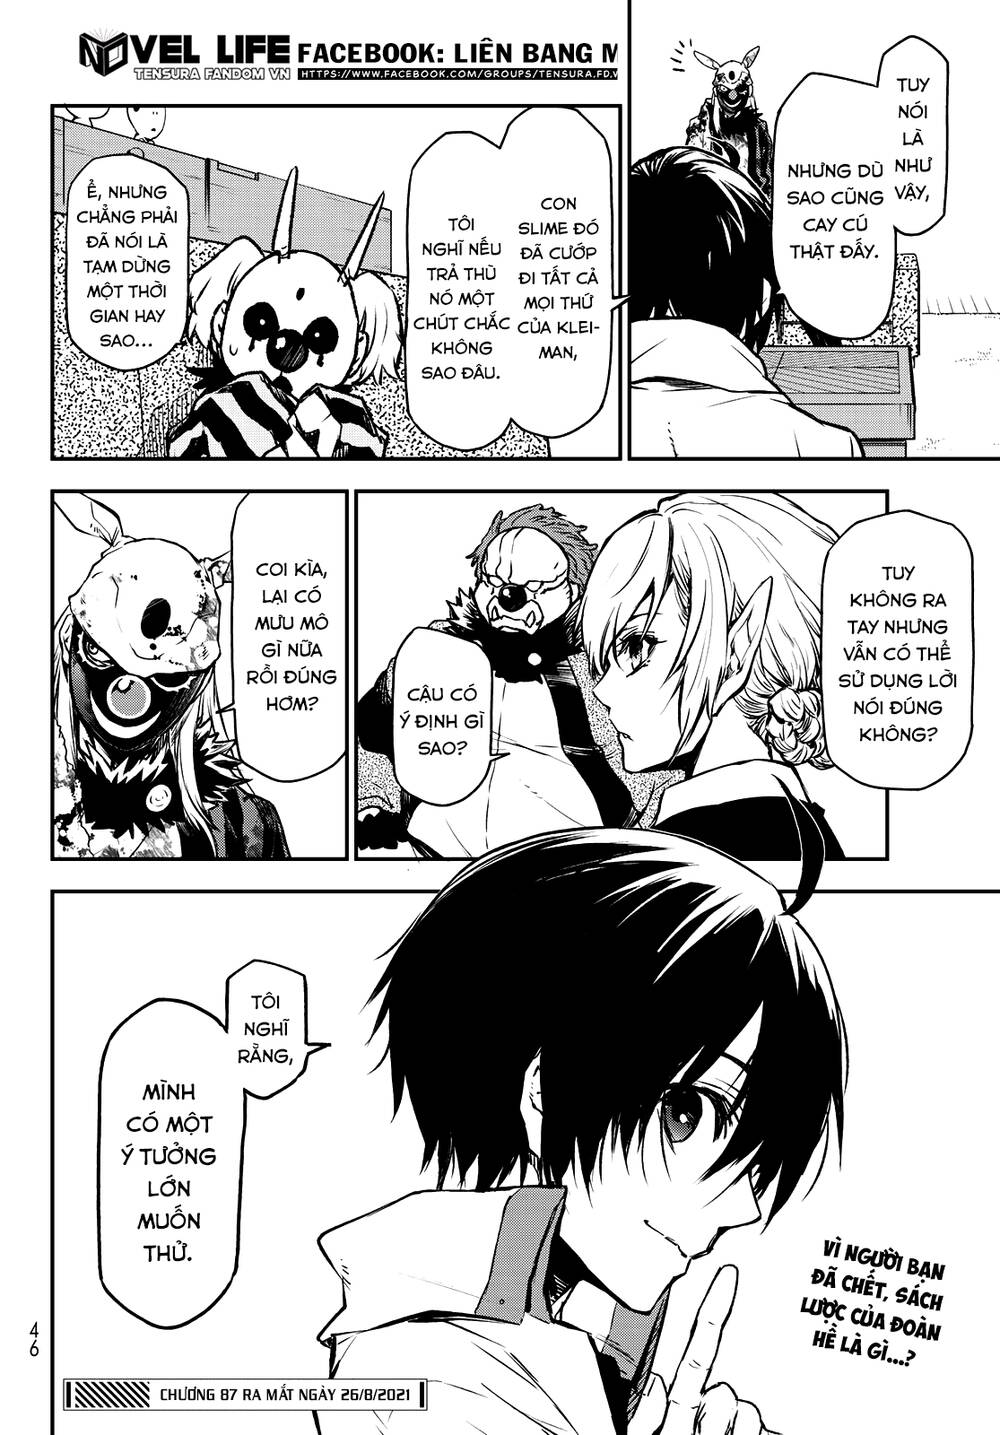 NOVEL LIFE
TENSURA FANDOM VN
FACEBOOK: LIÊN BANG M
HTTPS://WWW.FACEBOOK.COM/GROUPS/TENSURA.FD.V
TUY
NÓI
LÀ
NHƯ
VẬY,
NHƯNG DÙ
SAO CŨNG
CAY CÚ
THẬT ĐẤY.
CON
SLIME ĐÓ
ĐÃ CƯỚP
ĐI TẤT CẢ
MỌI THỨ
CỦA KLEI-
MAN,
TÔI
NGHĨ NẾU
TRẢ THÙ
NÓ MỘT
CHÚT CHẮC
KHÔNG
SAO ĐÂU.
Ể, NHƯNG
CHẲNG PHẢI
ĐÃ NÓI LÀ
TẠM DỪNG
MỘT THỜI
GIAN HAY
SAO...
TUY
KHÔNG RA
TAY NHƯNG
VẪN CÓ THỂ
SỬ DỤNG LỜI
NÓI ĐÚNG
KHÔNG?
CẬU CÓ
Ý ĐỊNH GÌ
SAO?
COI KÌA,
LẠI CÓ
MƯU MÔ
GÌ NỮA
RỒI ĐÚNG
HƠM?
TÔI
NGHĨ
RẰNG,
MÌNH
CÓ MỘT
Ý TƯỞNG
LỚN
MUỐN
THỬ.
VÌ NGƯỜI BẠN
ĐÃ CHẾT, SÁCH
LƯỢC CỦA ĐOÀN
HỀ LÀ GÌ...?
CHƯƠNG 87 RA MẮT NGÀY 26/8/2021
46